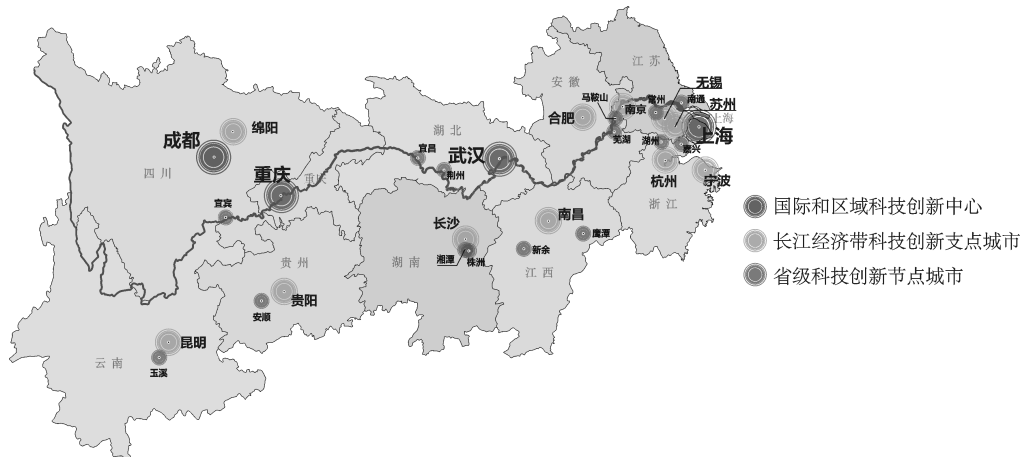 江苏
无锡
安徽
马鞍山
常州
南通
苏州
合肥
南京
上海
上海
芜湖
湖州
嘉兴
杭州
宁波
浙江
绵阳
成都
四川
湖北
宜昌
武汉
荆州
重庆
重庆
宜宾
长沙
南昌
鹰潭
湘潭
株洲
新余
湖南
江西
贵州
贵阳
安顺
昆明
云南
玉溪
国际和区域科技创新中心
长江经济带科技创新支点城市
省级科技创新节点城市